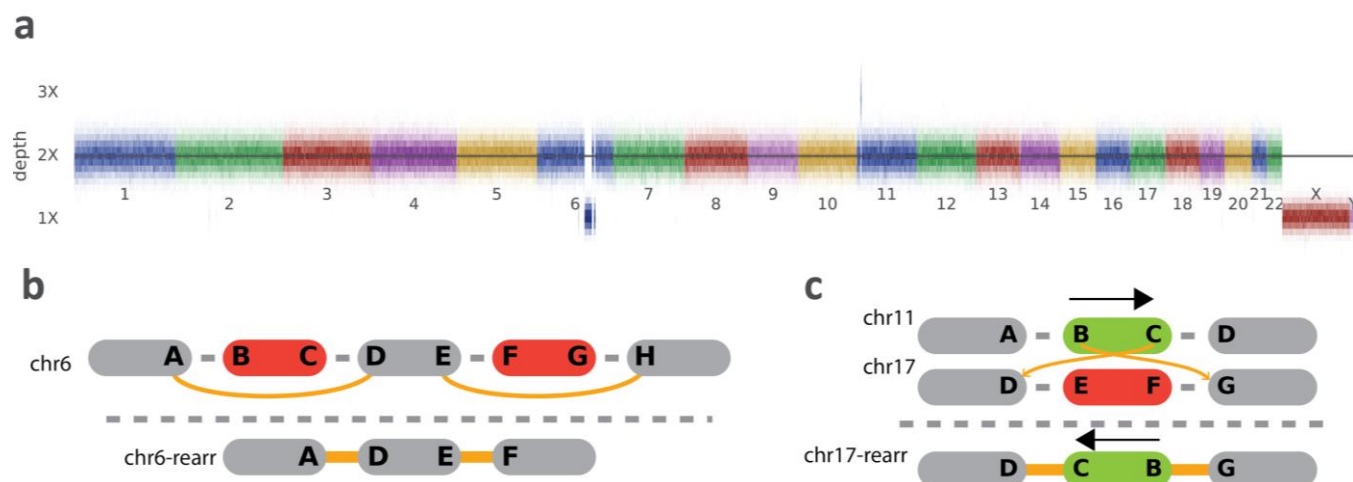 a
3X
2X
1X
depth
1 2 3 4 5 6 7 8 9 10 11 12 13 14 15 16 17 18 19 20 21 22 X Y
b
chr6
A B C D E F G H
chr6-rearr
A D E F
c
chr11
A B C D
chr17
D E F G
chr17-rearr
D C B G